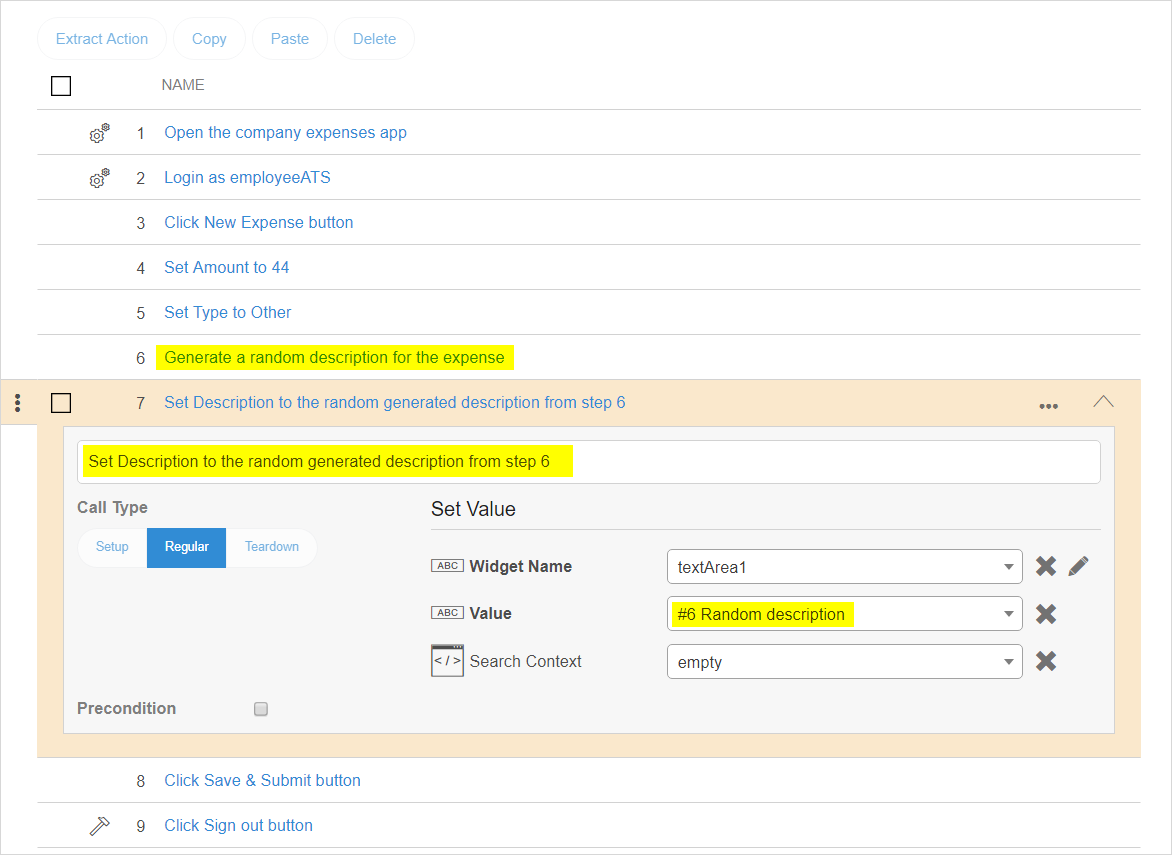 Extract Action Copy Paste Delete
NAME
1 Open the company expenses app
2 Login as employeeATS
3 Click New Expense button
4 Set Amount to 44
5 Set Type to Other
6 Generate a random description for the expense
7 Set Description to the random generated description from step 6
Set Description to the random generated description from step 6
Call Type
Setup Regular Teardown
Set Value
ABC Widget Name textArea1
ABC Value #6 Random description
</> Search Context empty
Precondition
8 Click Save & Submit button
9 Click Sign out button